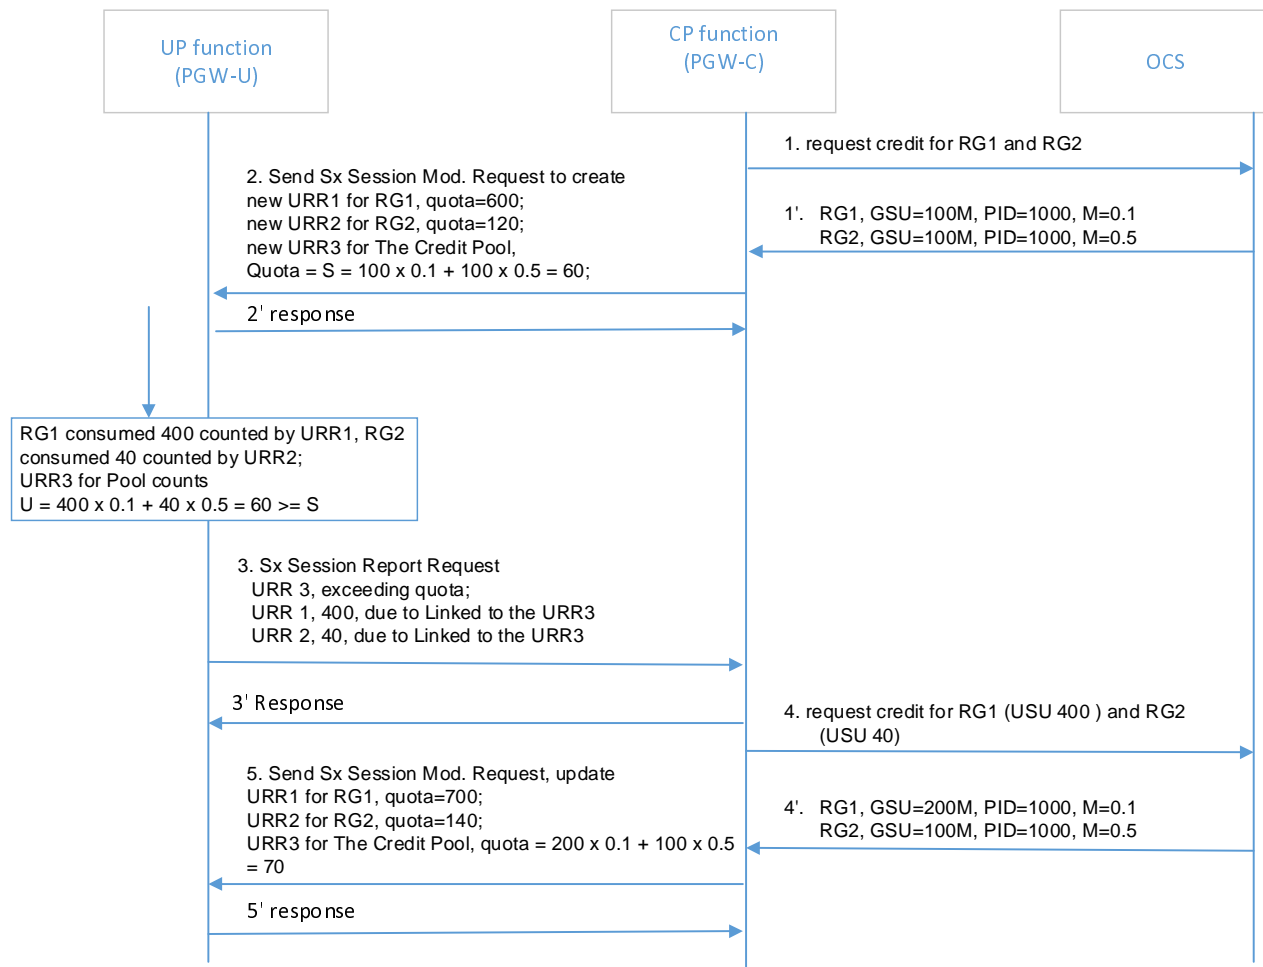 UP function
(PGW-U)
CP function
(PGW-C)
OCS
1. request credit for RG1 and RG2
2. Send Sx Session Mod. Request to create
new URR1 for RG1, quota=600;
new URR2 for RG2, quota=120;
new URR3 for The Credit Pool,
Quota = S = 100 x 0.1 + 100 x 0.5 = 60;
1'. RG1, GSU=100M, PID=1000, M=0.1
RG2, GSU=100M, PID=1000, M=0.5
2' response
RG1 consumed 400 counted by URR1, RG2
consumed 40 counted by URR2;
URR3 for Pool counts
U = 400 x 0.1 + 40 x 0.5 = 60 >= S
3. Sx Session Report Request
URR 3, exceeding quota;
URR 1, 400, due to Linked to the URR3
URR 2, 40, due to Linked to the URR3
3' Response
4. request credit for RG1 (USU 400 ) and RG2
(USU 40)
5. Send Sx Session Mod. Request, update
URR1 for RG1, quota=700;
URR2 for RG2, quota=140;
URR3 for The Credit Pool, quota = 200 x 0.1 + 100 x 0.5
= 70
4'. RG1, GSU=200M, PID=1000, M=0.1
RG2, GSU=100M, PID=1000, M=0.5
5' response